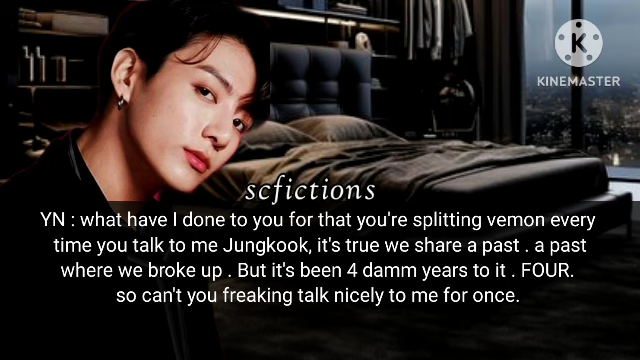 K
KINEMASTER
scfictions
YN : what have I done to you for that you're splitting vemon every
time you talk to me Jungkook, it's true we share a past . a past
where we broke up . But it's been 4 damm years to it . FOUR.
so can't you freaking talk nicely to me for once.